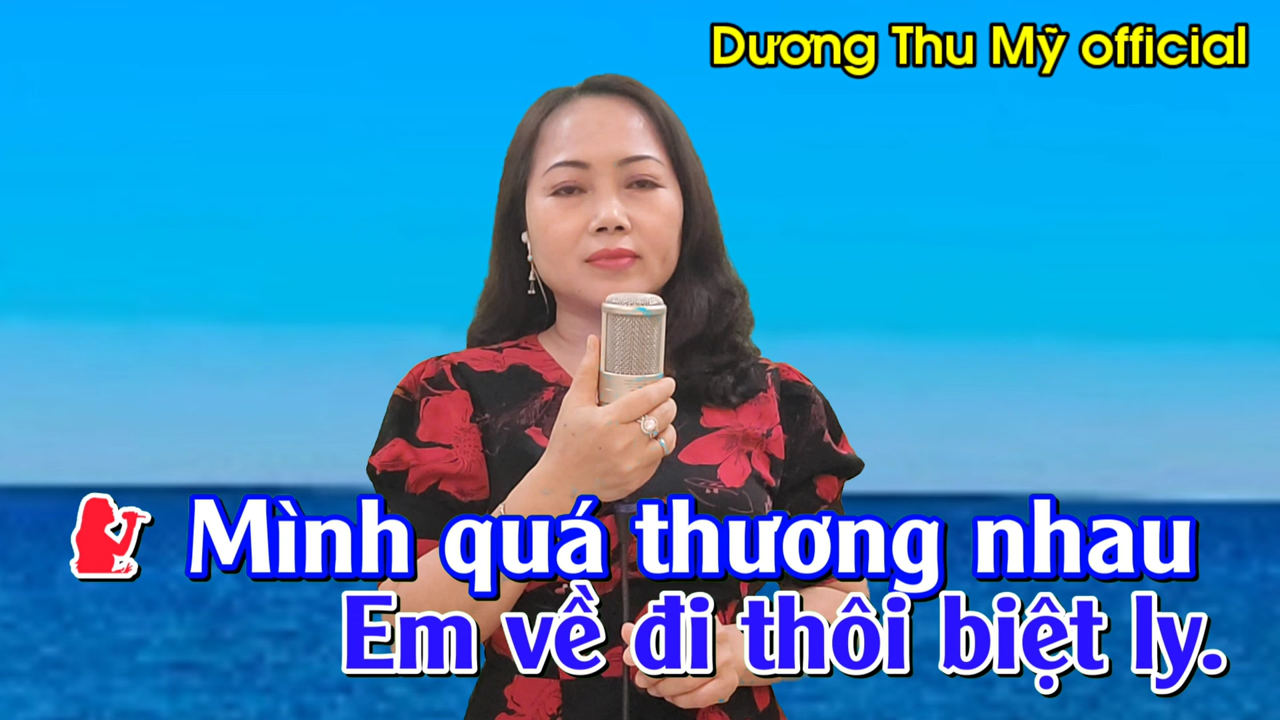 Dương Thu Mỹ official
Mình quá thương nhau
Em về đi thôi biệt ly.